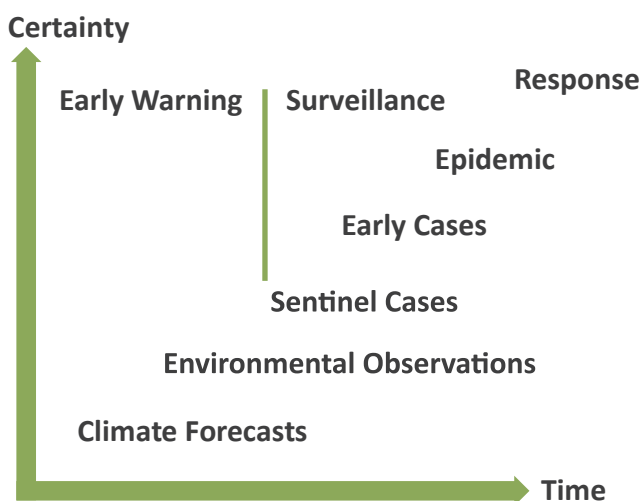 Certainty
Response
Early Warning
Surveillance
Epidemic
Early Cases
Sentinel Cases
Environmental Observations
Climate Forecasts
Time